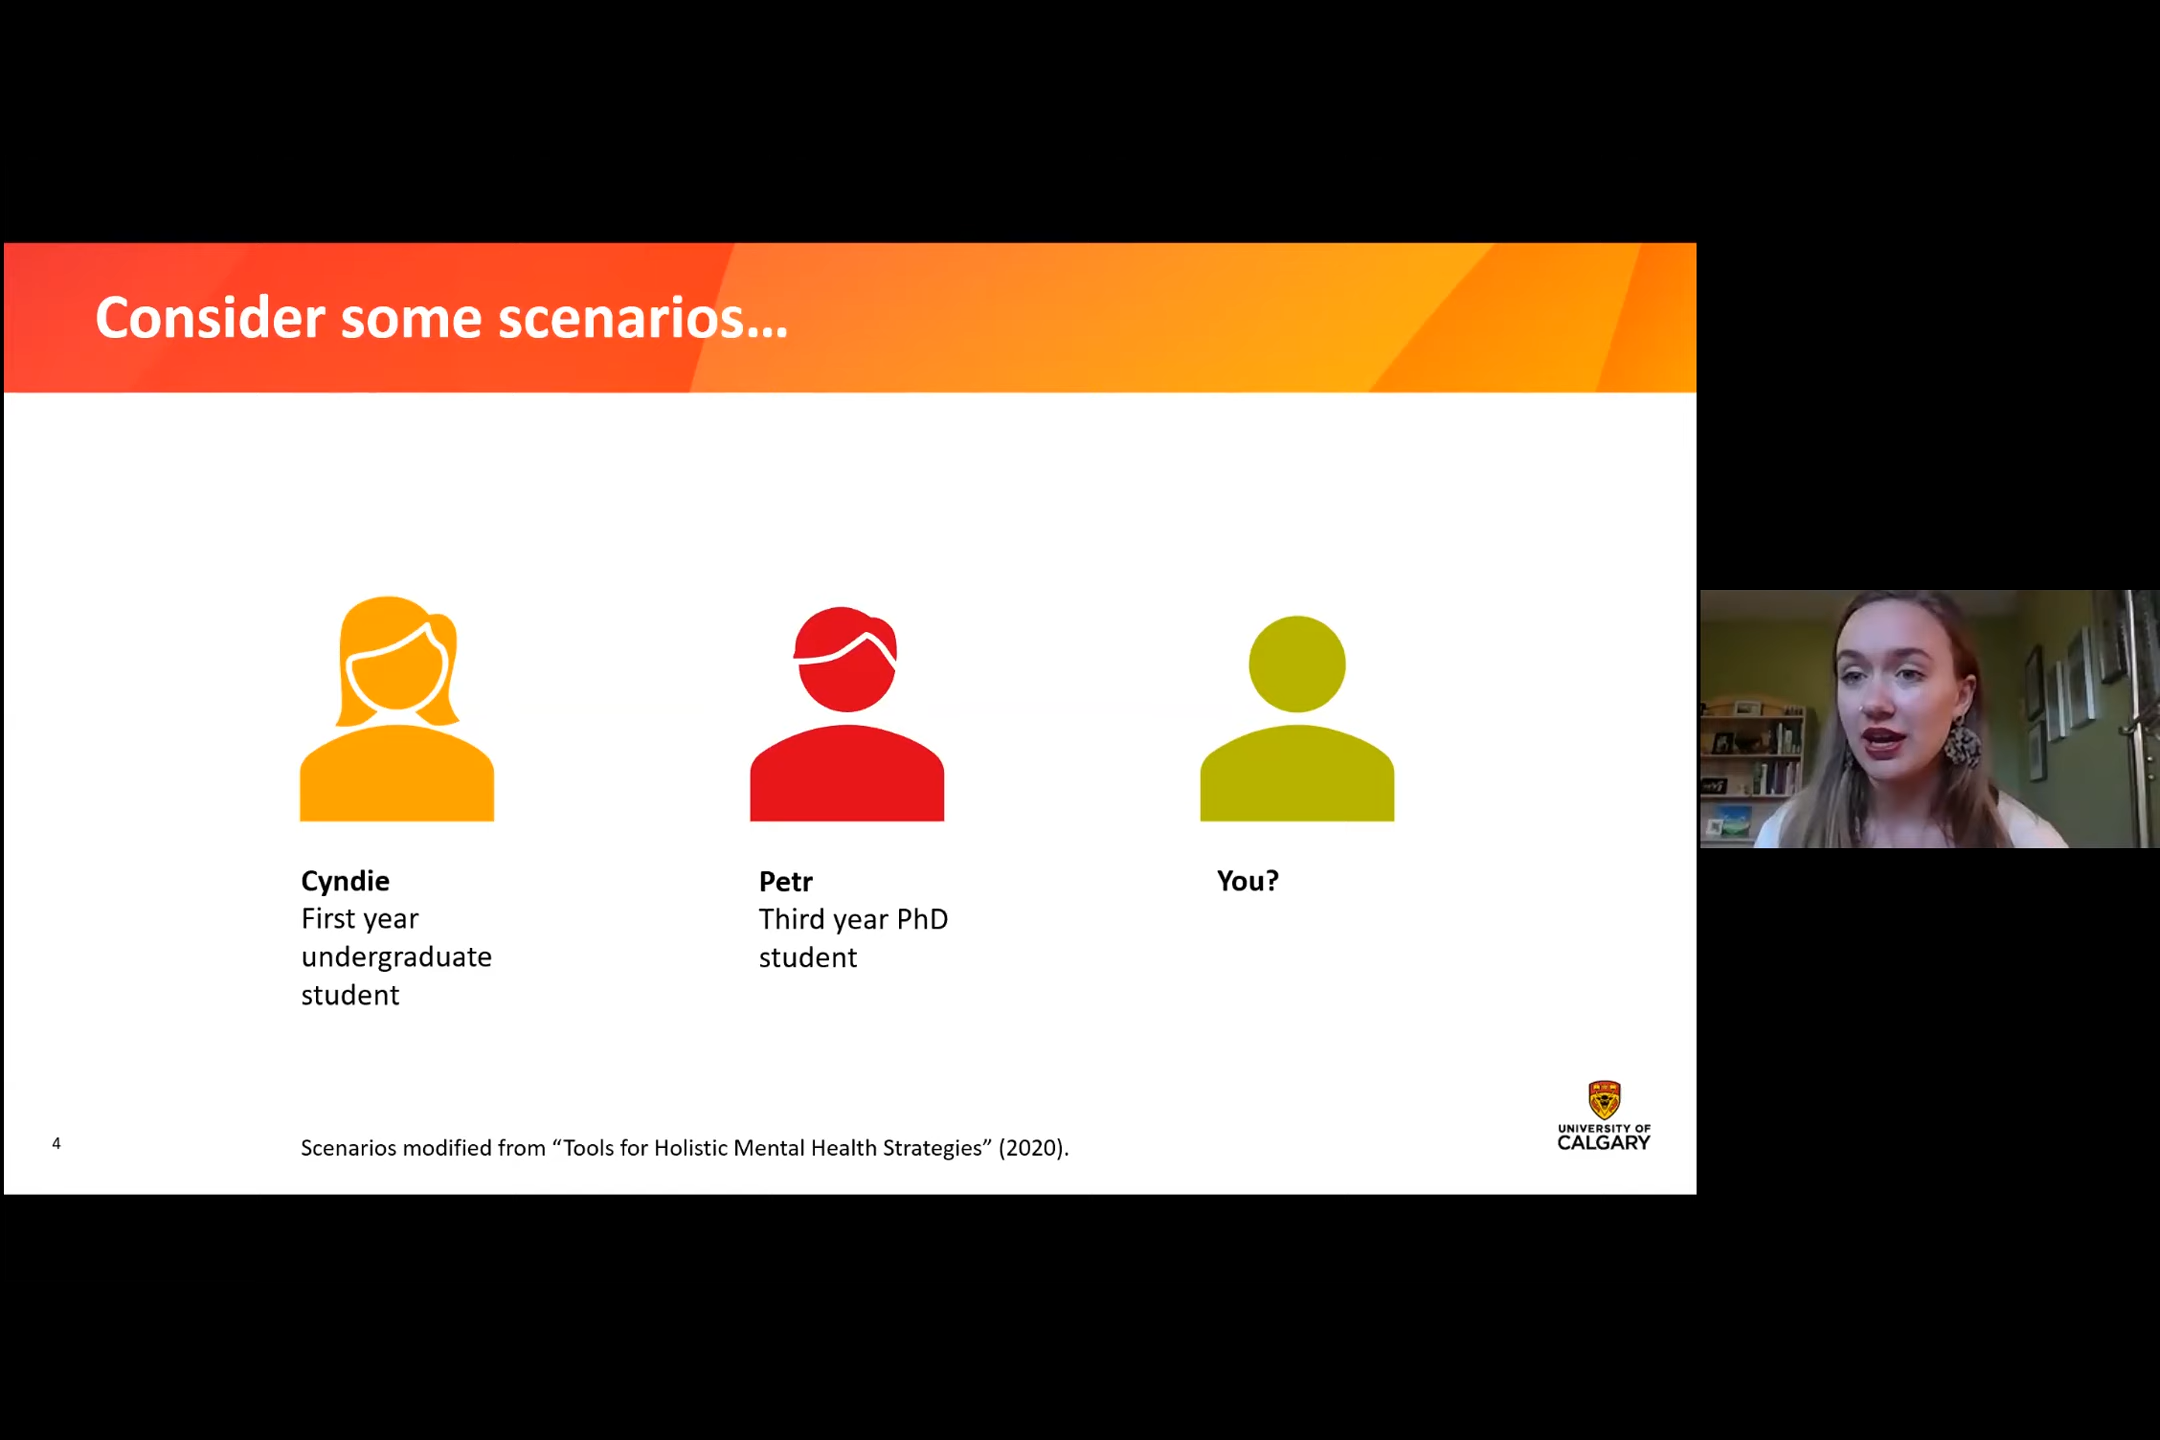 Consider some scenarios...
Cyndie
First year
undergraduate
student
Petr
Third year PhD
student
You?
4
Scenarios modified from “Tools for Holistic Mental Health Strategies” (2020).
UNIVERSITY OF
CALGARY